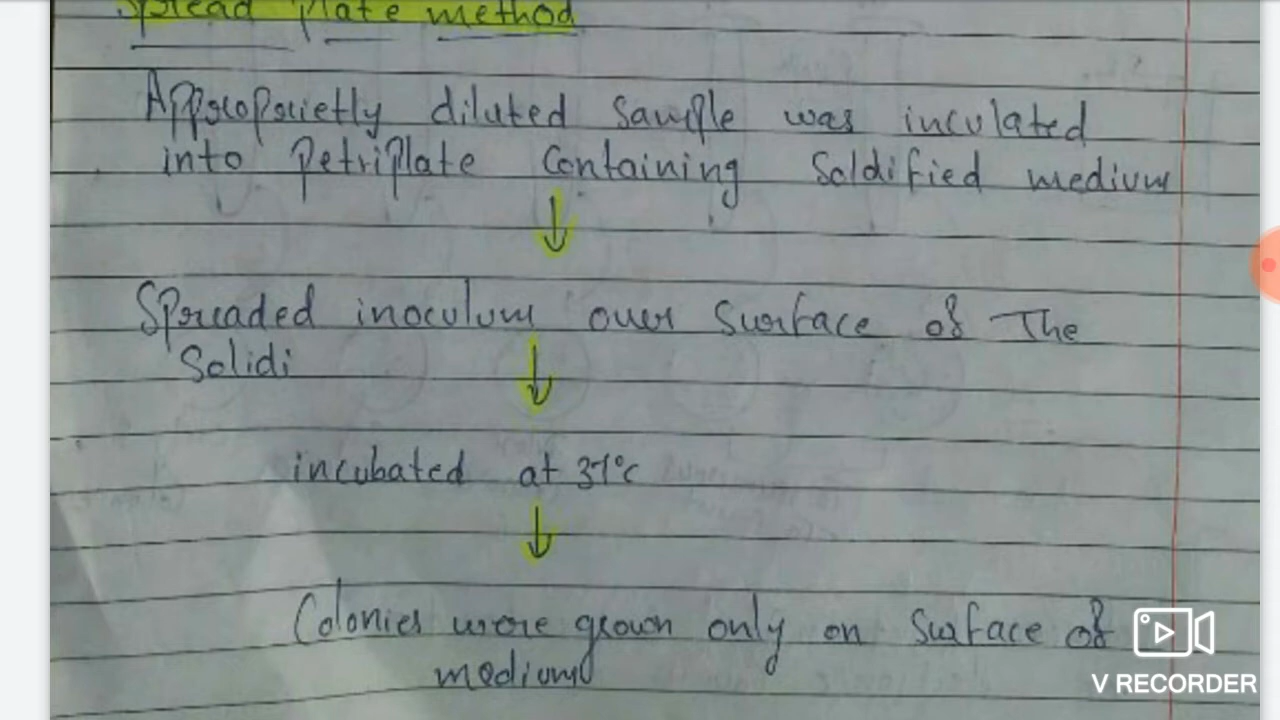 Spread plate method
Approporietly diluted Sample was inculated
into Petriplate Containing Soldified medium
↓
Spreaded inoculum over Surface of The
Solidi
↓
incubated at 37°c
↓
Colonies were grown only on Surface of
medium
V RECORDER